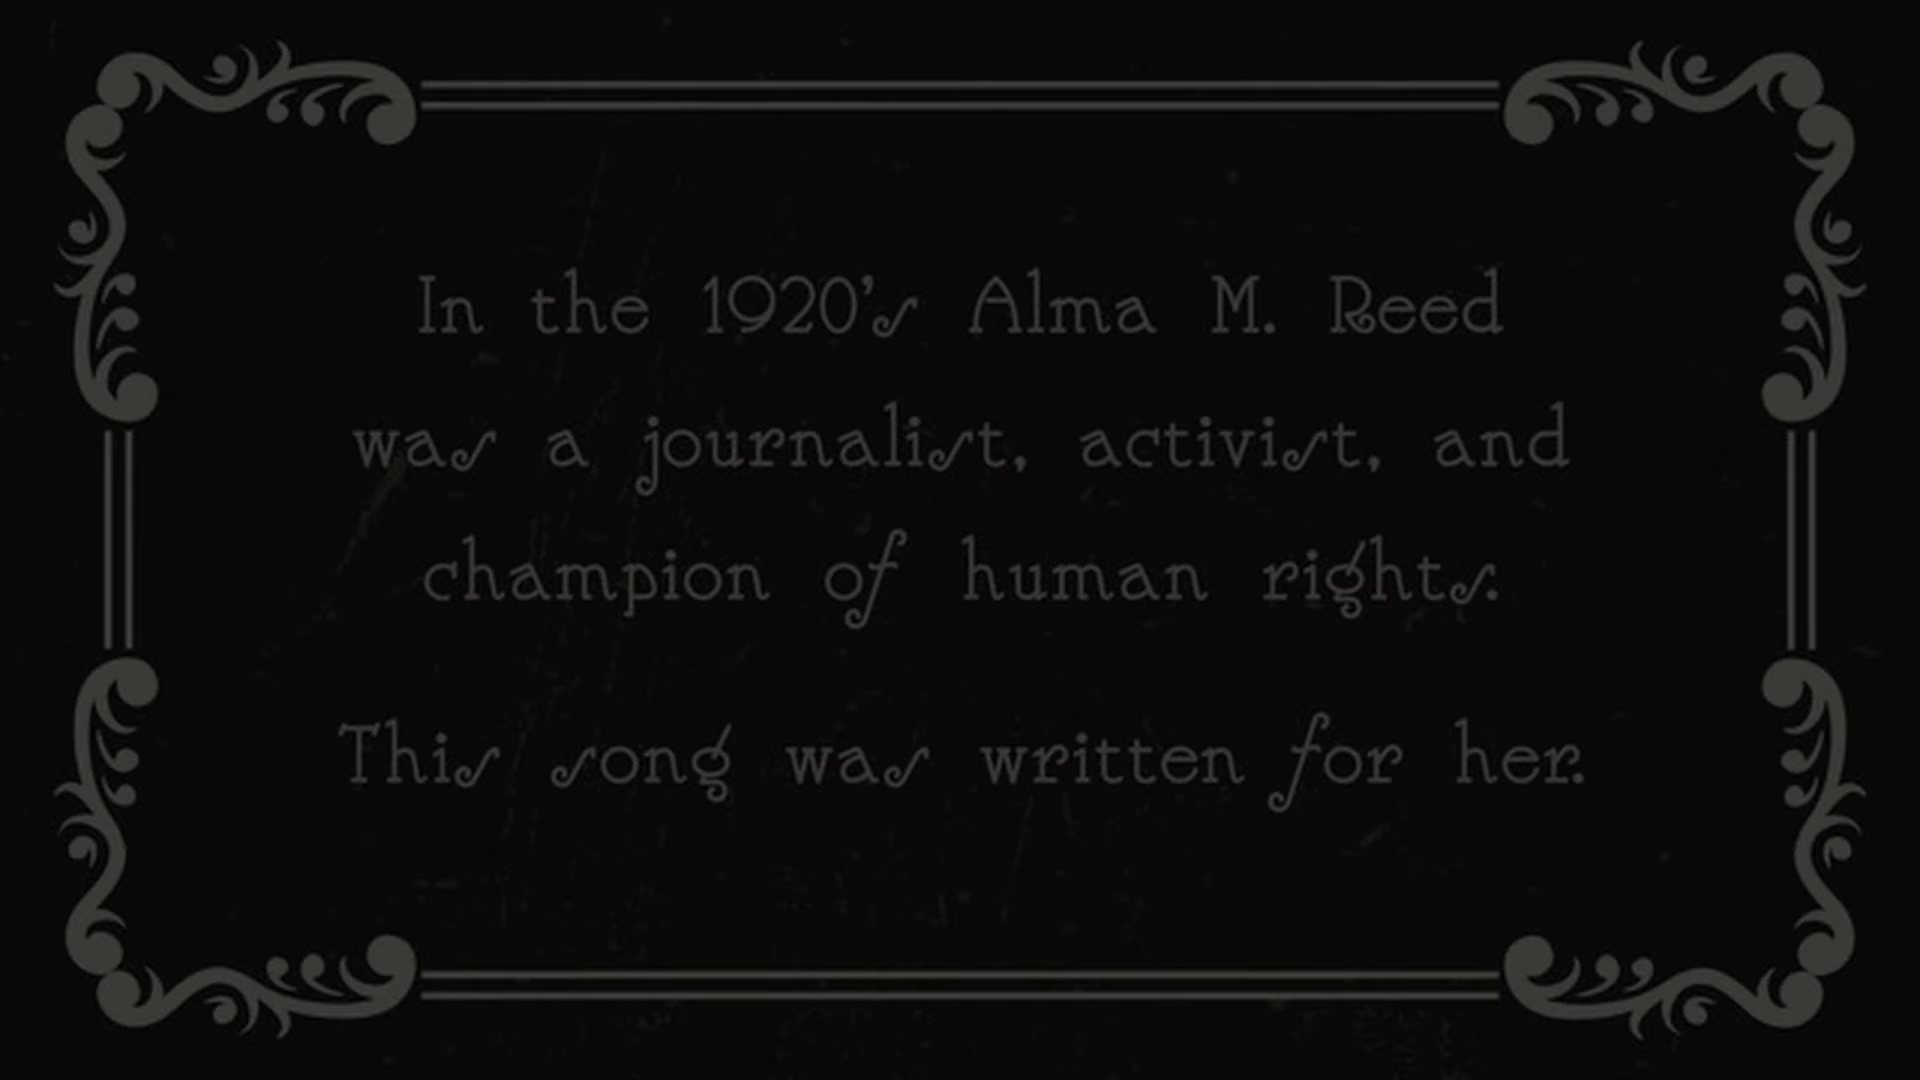 In the 1920's Alma M. Reed
was a journalist, activist, and
champion of human rights.
This song was written for her.